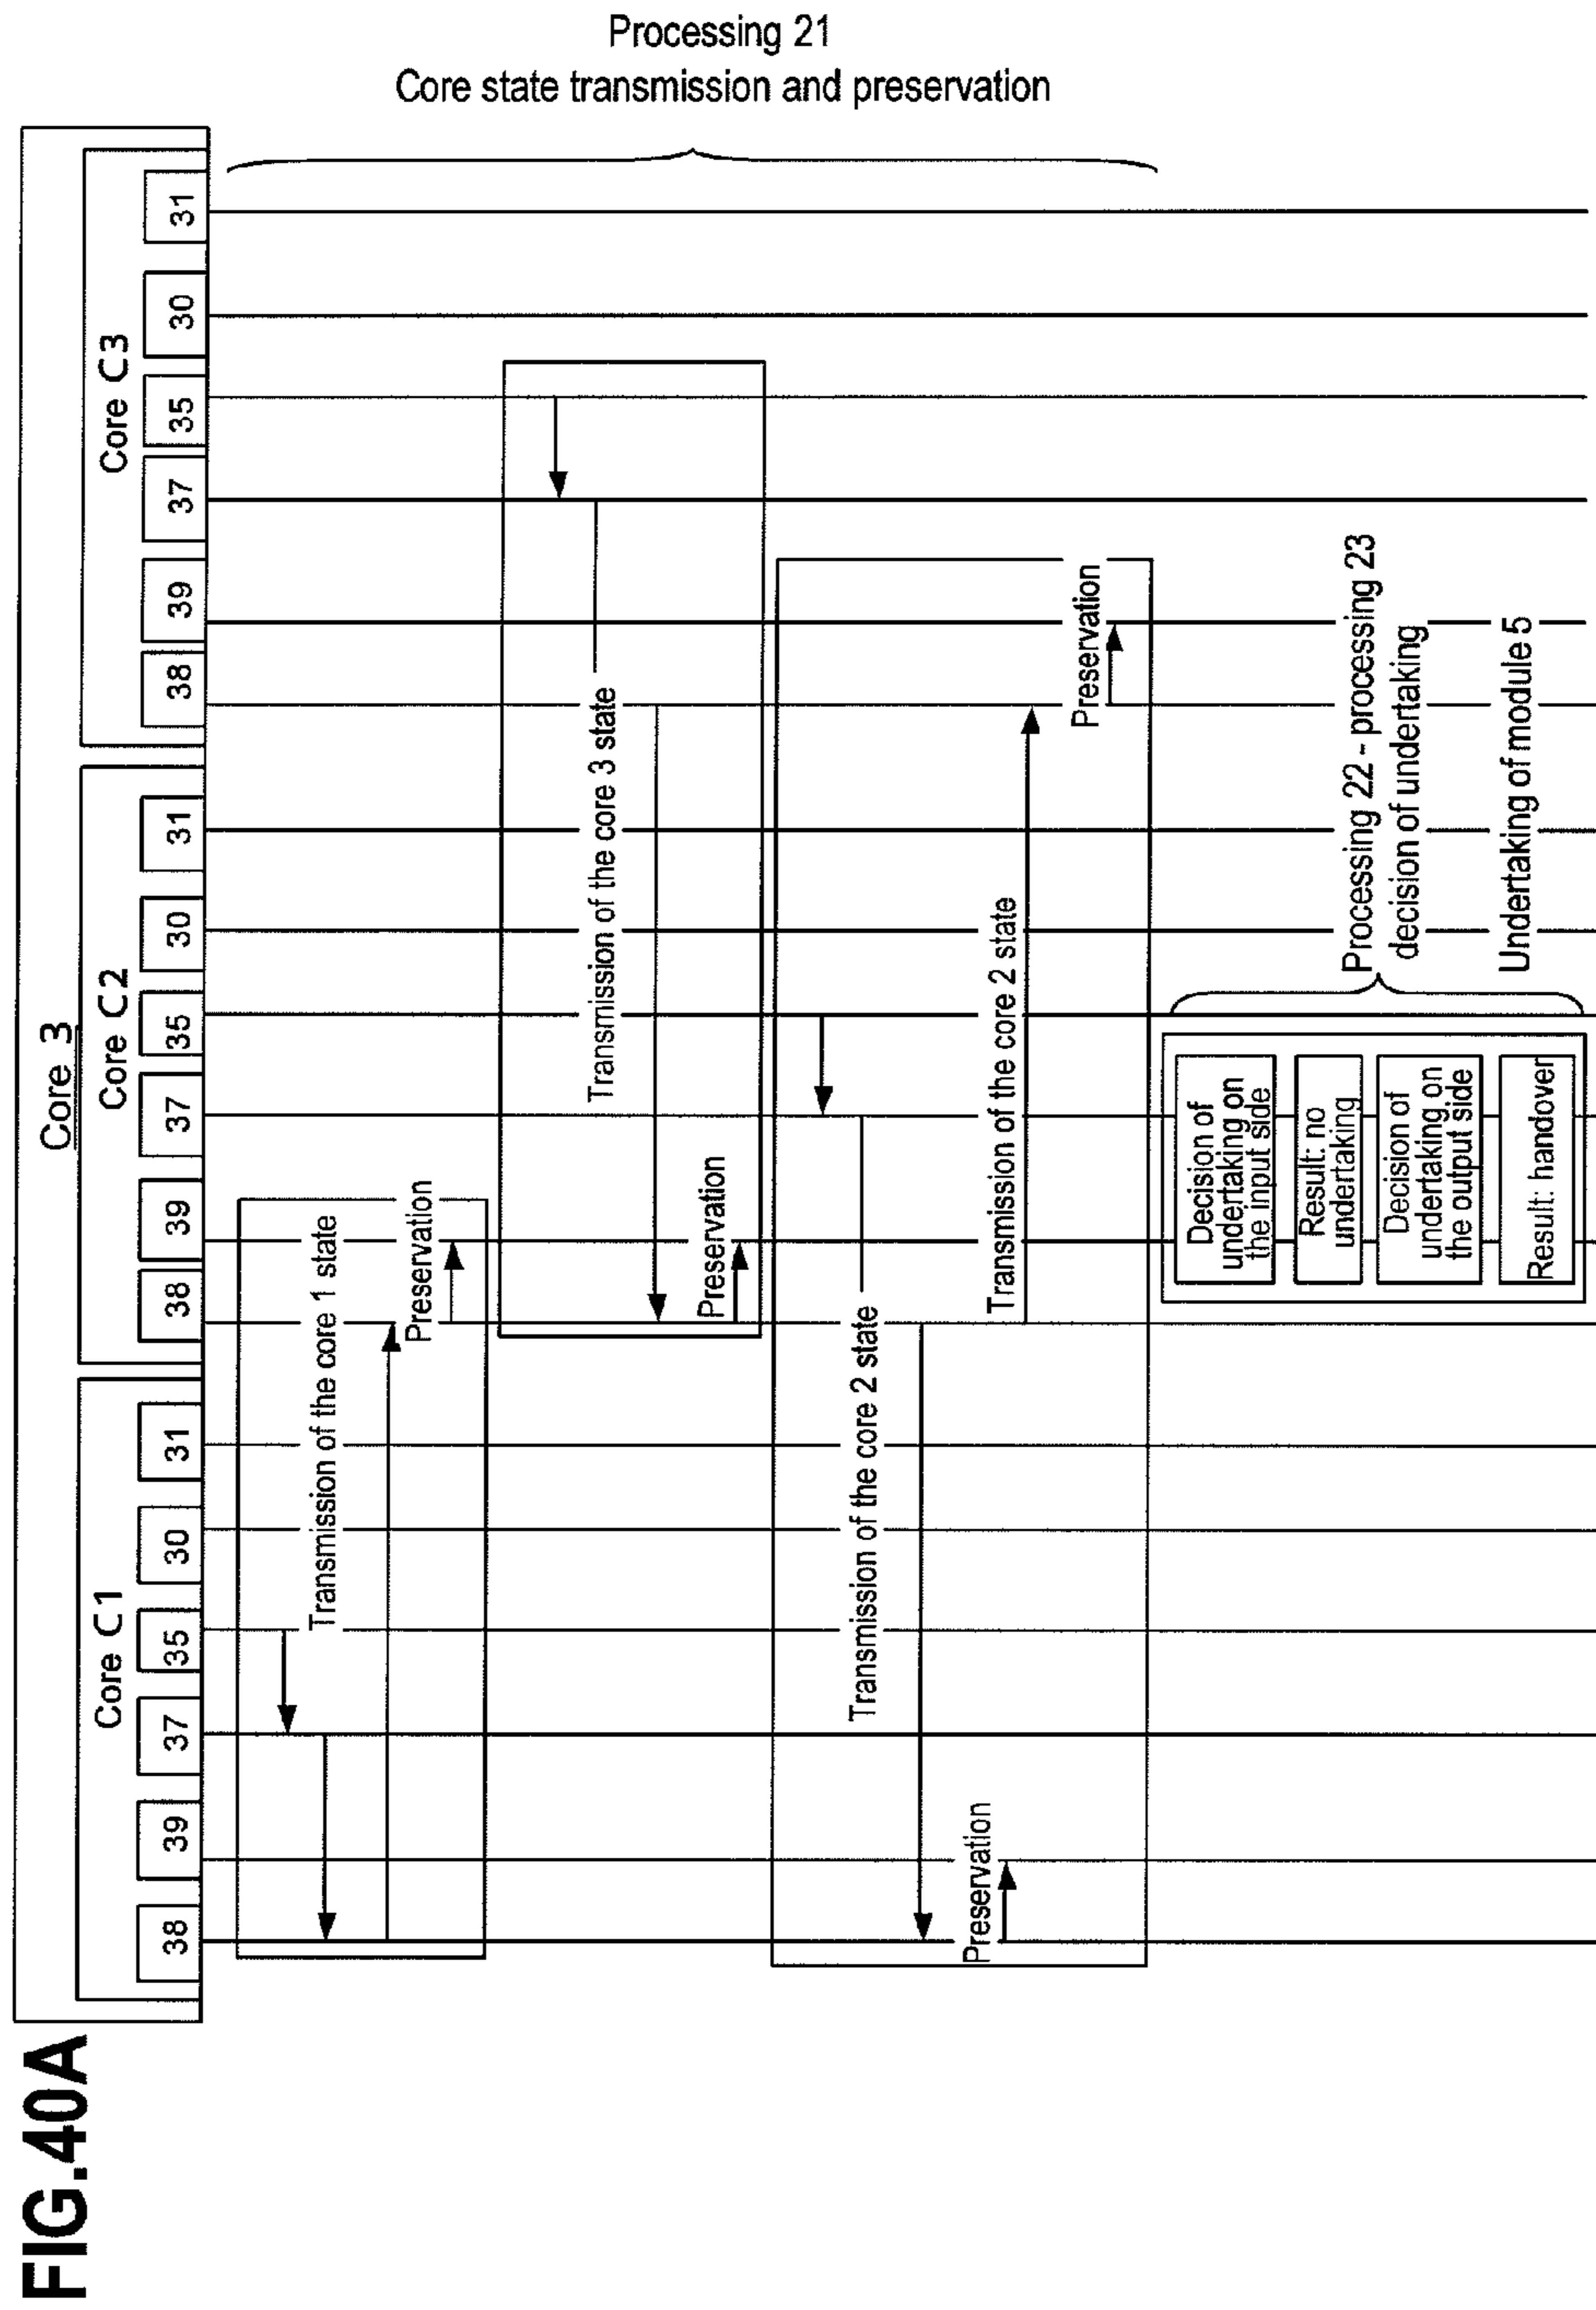 FIG.40A
Core 3
Core C1
Core C2
Core C3
38
39
37
35
30
31
38
39
37
35
30
31
38
39
37
35
30
31
Processing 21
Core state transmission and preservation
Transmission of the core 1 state
Preservation
Transmission of the core 3 state
Preservation
Transmission of the core 2 state
Preservation
Transmission of the core 2 state
Preservation
Decision of
undertaking on
the input side
Result: no
undertaking
Decision of
undertaking on
the output side
Result: handover
Processing 22 - processing 23
decision of undertaking
Undertaking of module 5